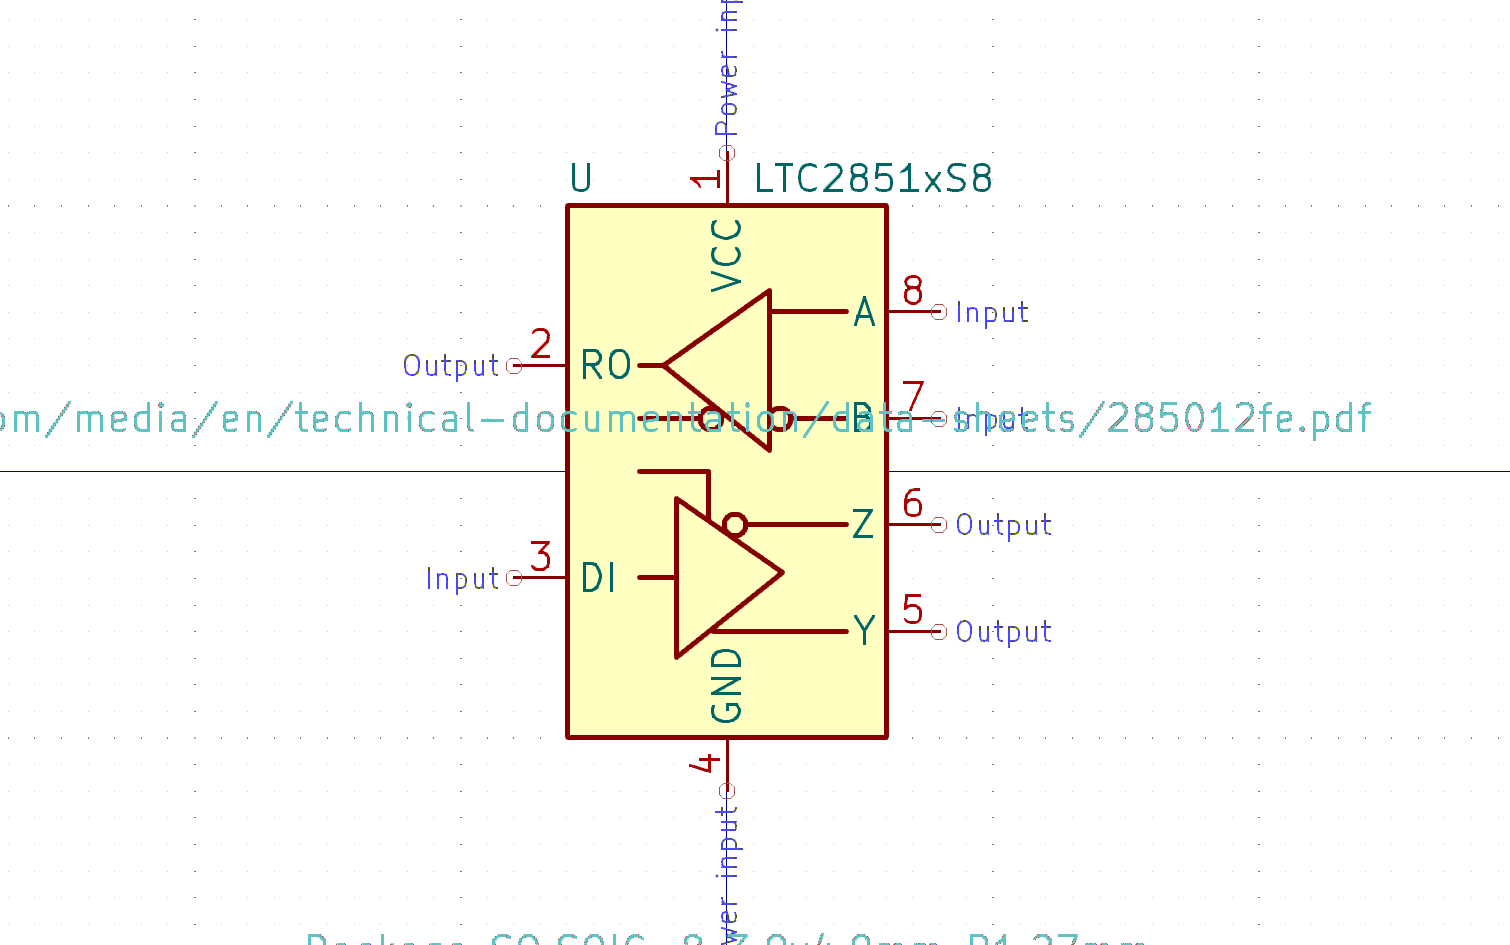 Power inp
U
LTC2851xS8
1
VCC
8
A
Input
2
RO
Output
7
B
Input
om/media/en/technical-documentation/data-sheets/285012fe.pdf
6
Z
Output
3
DI
Input
5
Y
Output
GND
4
wer input